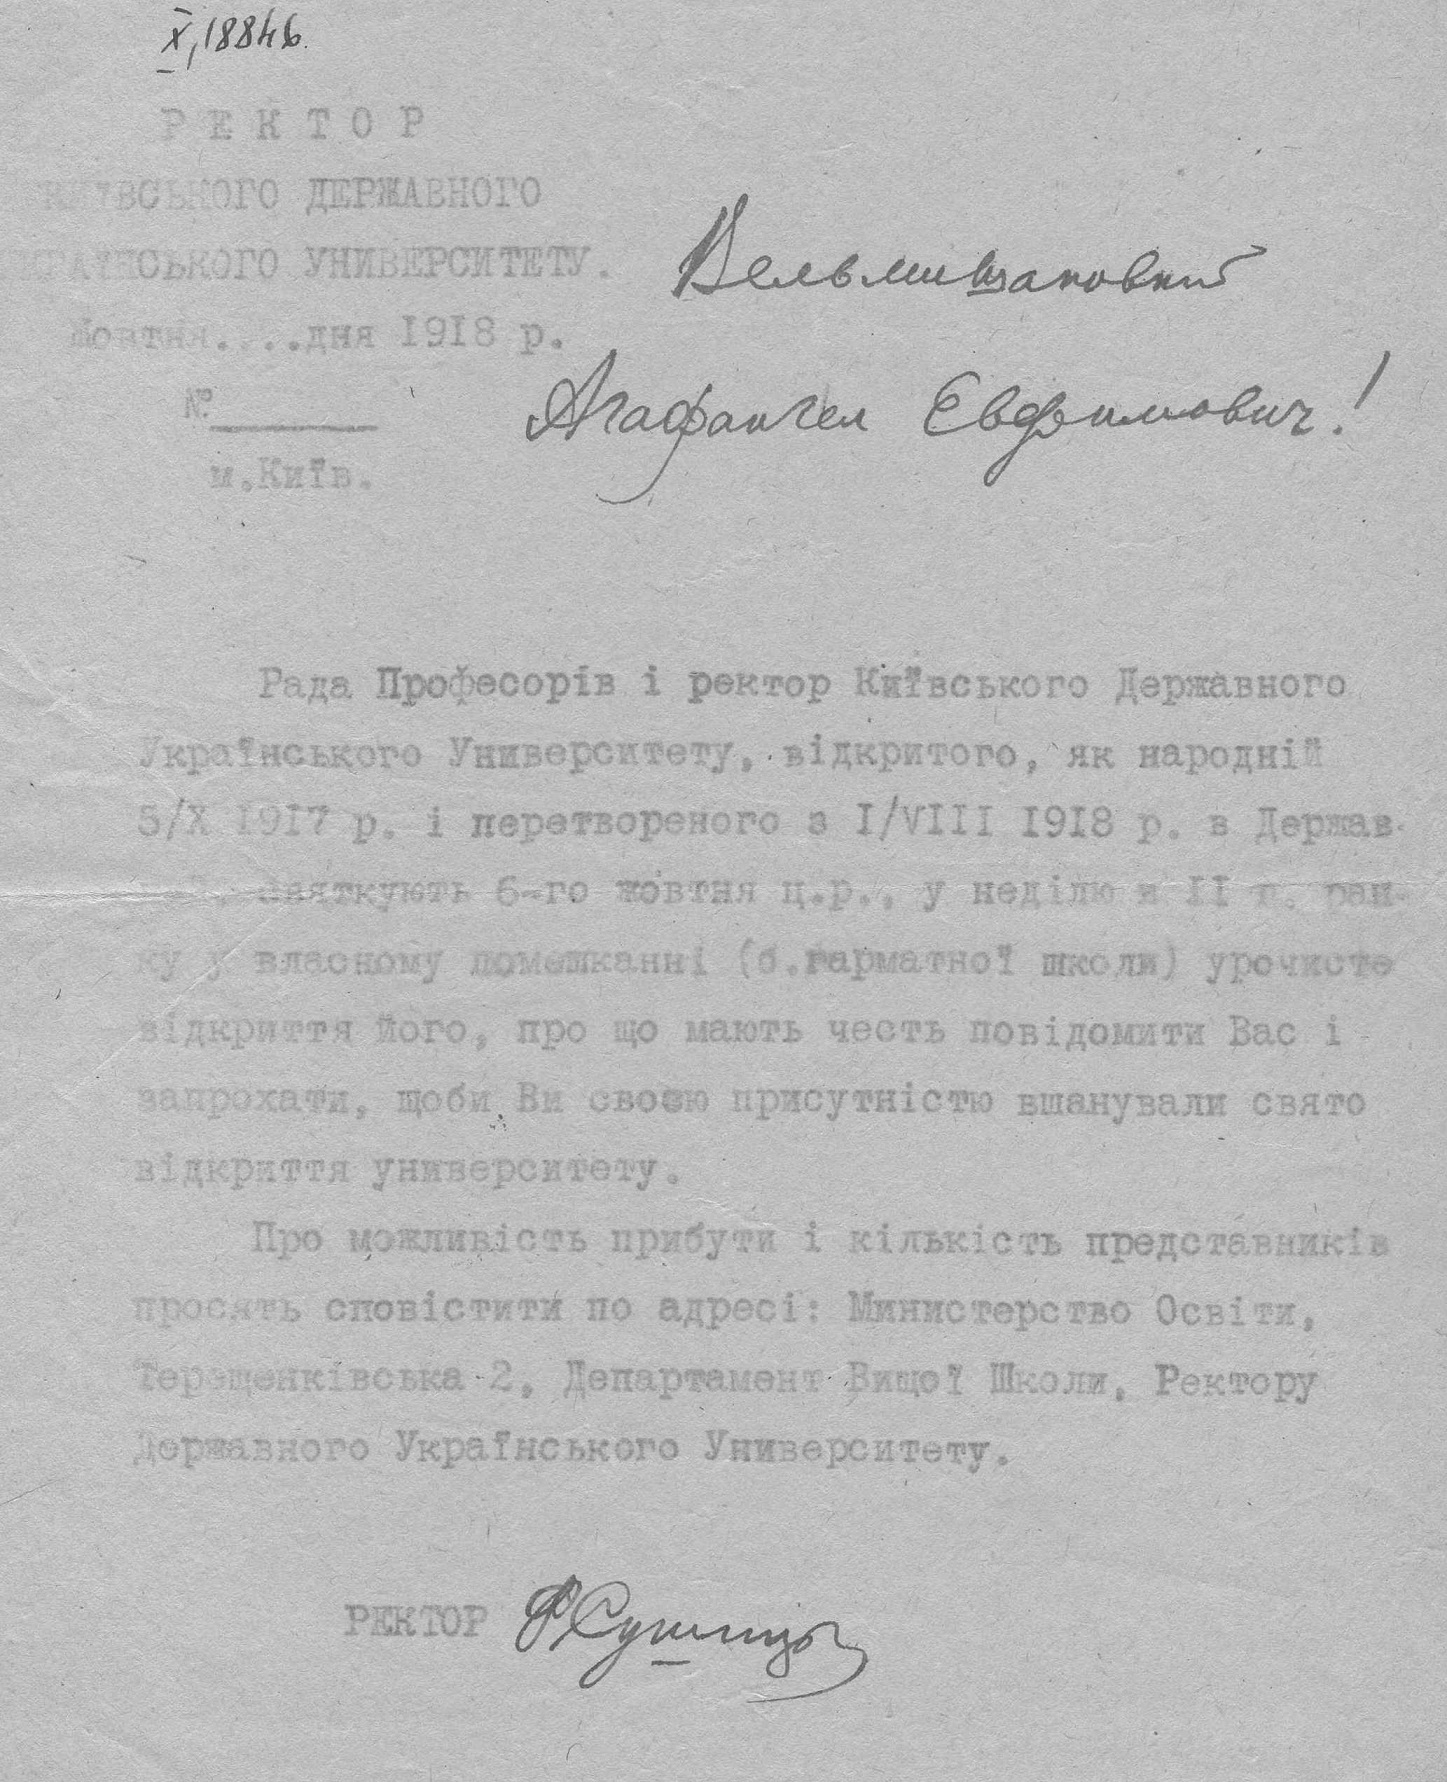 X, 18846.
РЕКТОР
КИЇВСЬКОГО ДЕРЖАВНОГО
УКРАЇНСЬКОГО УНИВЕРСИТЕТУ.
Жовтня....дня 1918 р.
№
м.Київ.
Вельмишановний
Агафангел Евфимович!
Рада Професорів і ректор Київського Державного
Українського Университету, відкритого, як народній
5/X 1917 р. і перетвореного з I/VIII 1918 р. в Держав-
святкують 6-го жовтня ц.р., у неділю в II г. ран-
ку у власному помешканні (б.гарматної школи) урочисте
відкриття його, про що мають честь повідомити Вас і
запрохати, щоби Ви своєю присутністю вшанували свято
відкриття университету.
Про можливість прибути і кількість представників
просять сповістити по адресі: Министерство Освіти,
Терещенківська 2, Департамент Вищої Школи, Ректору
Державного Українського Университету.
РЕКТОР